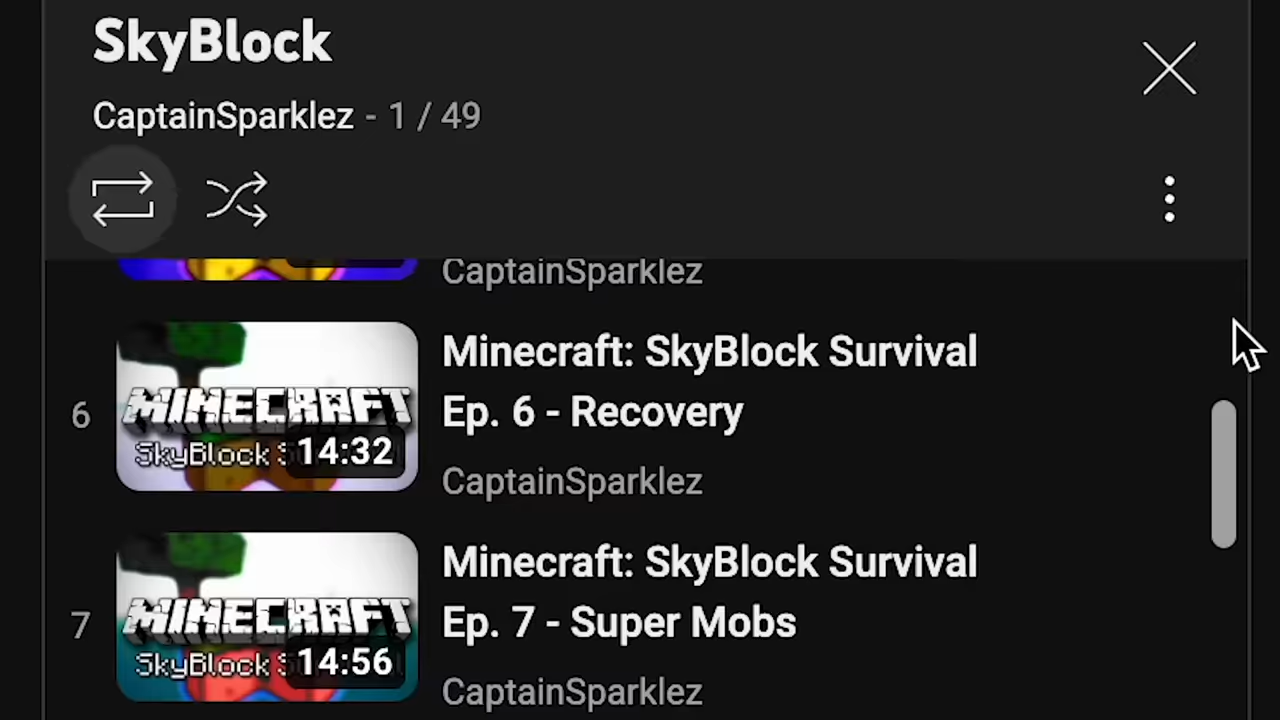 SkyBlock
CaptainSparklez - 1 / 49
CaptainSparklez
6
MINECRAFT
SkyBlock S
14:32
Minecraft: SkyBlock Survival
Ep. 6 - Recovery
CaptainSparklez
7
MINECRAFT
SkyBlock S
14:56
Minecraft: SkyBlock Survival
Ep. 7 - Super Mobs
CaptainSparklez